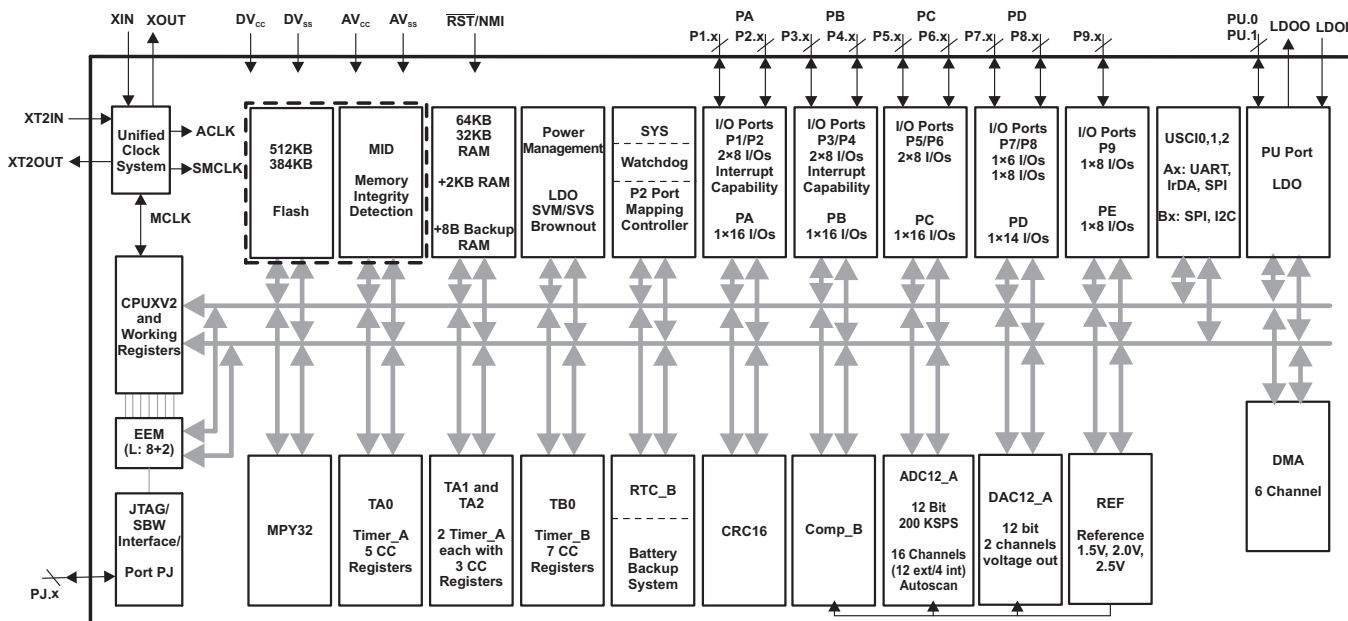 XIN
XOUT
DVCC
DVSS
AVCC
AVSS
RST/NMI
PA
P1.x
P2.x
PB
P3.x
P4.x
PC
P5.x
P6.x
PD
P7.x
P8.x
P9.x
PU.0
PU.1
LDOO
LDOI
XT2IN
XT2OUT
Unified
Clock
System
ACLK
SMCLK
MCLK
512KB
384KB
Flash
MID
Memory
Integrity
Detection
64KB
32KB
RAM
+2KB RAM
+8B Backup
RAM
Power
Management
LDO
SVM/SVS
Brownout
SYS
Watchdog
P2 Port
Mapping
Controller
I/O Ports
P1/P2
2×8 I/Os
Interrupt
Capability
PA
1×16 I/Os
I/O Ports
P3/P4
2×8 I/Os
Interrupt
Capability
PB
1×16 I/Os
I/O Ports
P5/P6
2×8 I/Os
PC
1×16 I/Os
I/O Ports
P7/P8
1×6 I/Os
1×8 I/Os
PD
1×14 I/Os
I/O Ports
P9
1×8 I/Os
PE
1×8 I/Os
USCI0,1,2
Ax: UART,
IrDA, SPI
Bx: SPI, I2C
PU Port
LDO
CPUXV2
and
Working
Registers
EEM
(L: 8+2)
JTAG/
SBW
Interface/
Port PJ
PJ.x
MPY32
TA0
Timer_A
5 CC
Registers
TA1 and
TA2
2 Timer_A
each with
3 CC
Registers
TB0
Timer_B
7 CC
Registers
RTC_B
Battery
Backup
System
CRC16
Comp_B
ADC12_A
12 Bit
200 KSPS
16 Channels
(12 ext/4 int)
Autoscan
DAC12_A
12 bit
2 channels
voltage out
REF
Reference
1.5V, 2.0V,
2.5V
DMA
6 Channel